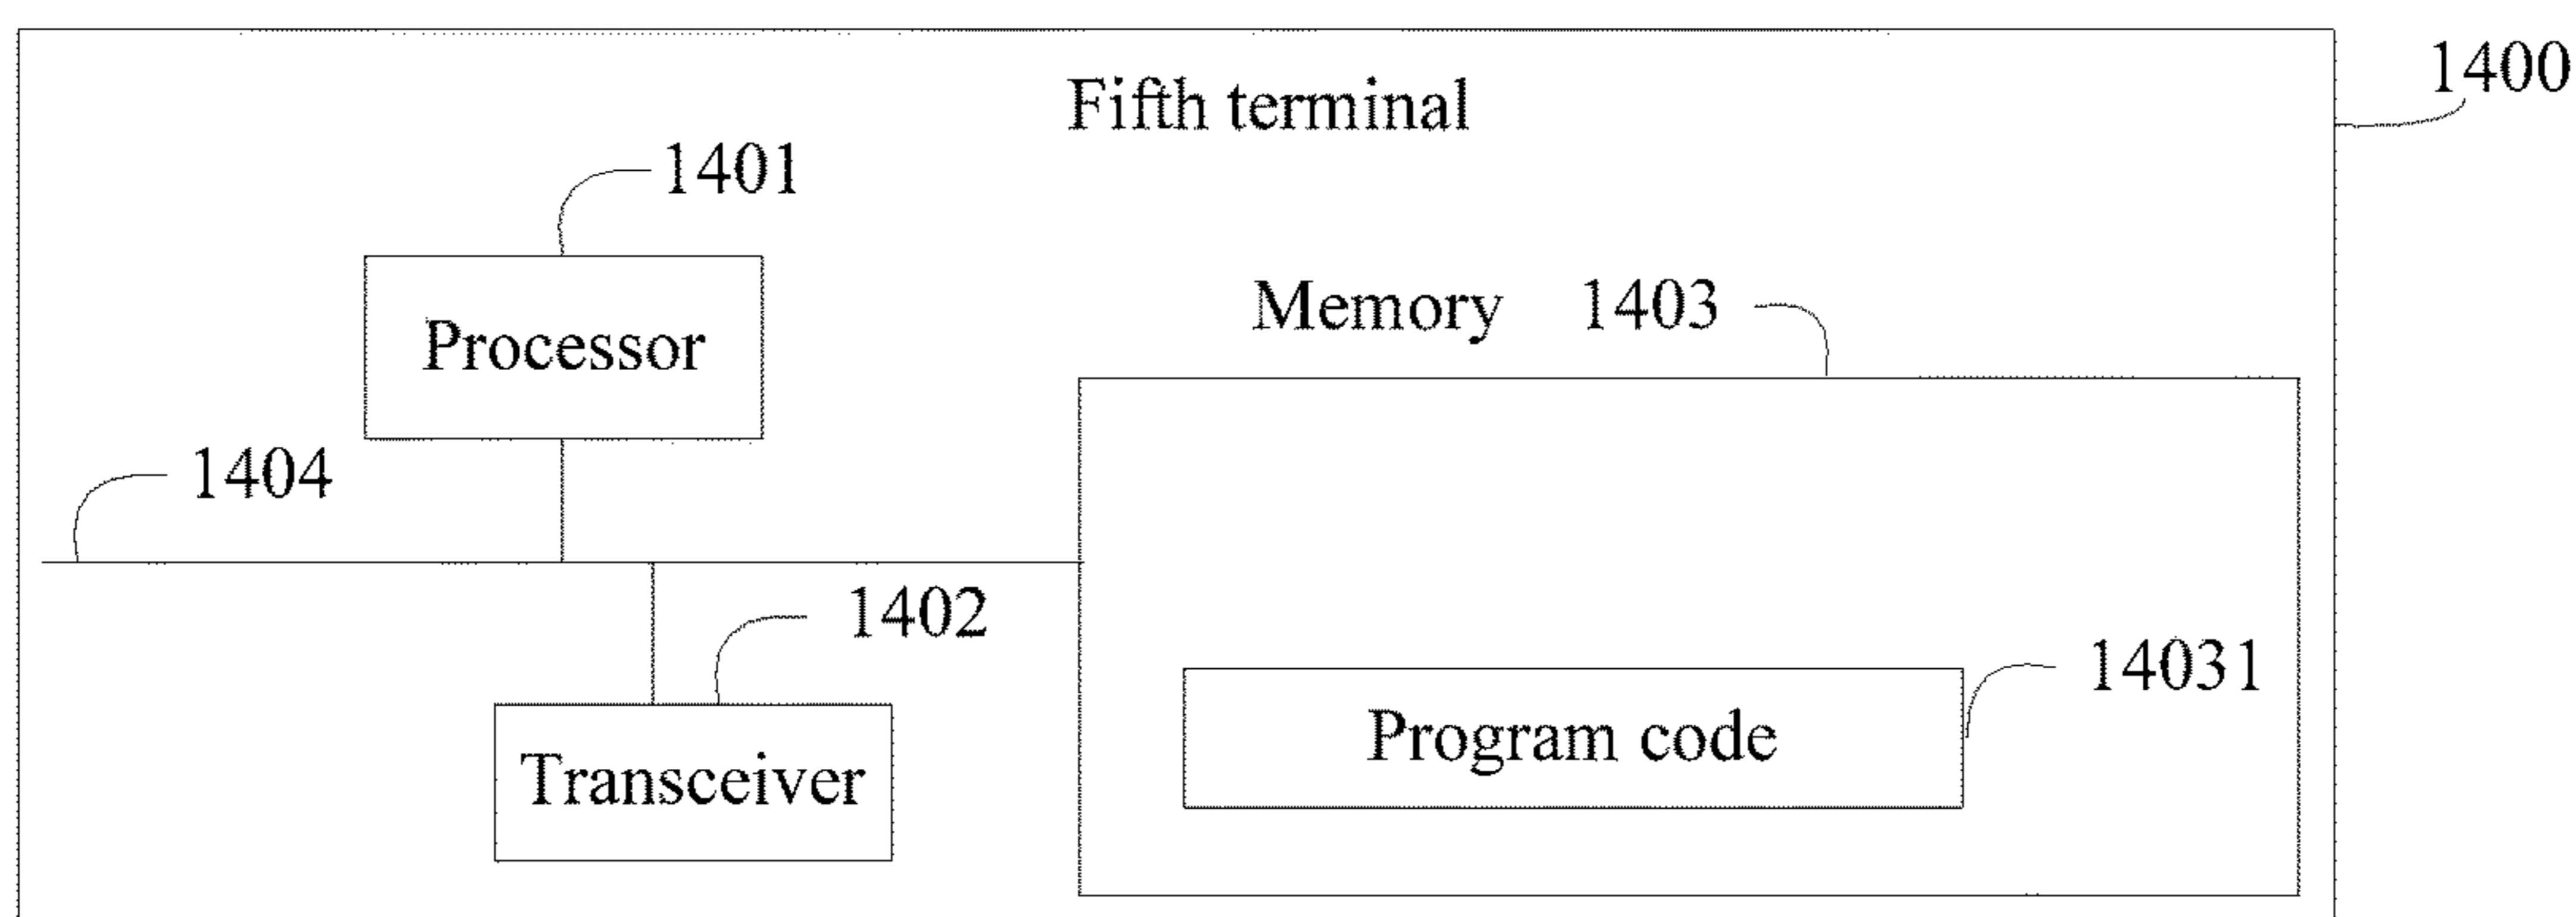 Fifth terminal
1400
1401
Processor
Memory 1403
1404
1402
Transceiver
14031
Program code